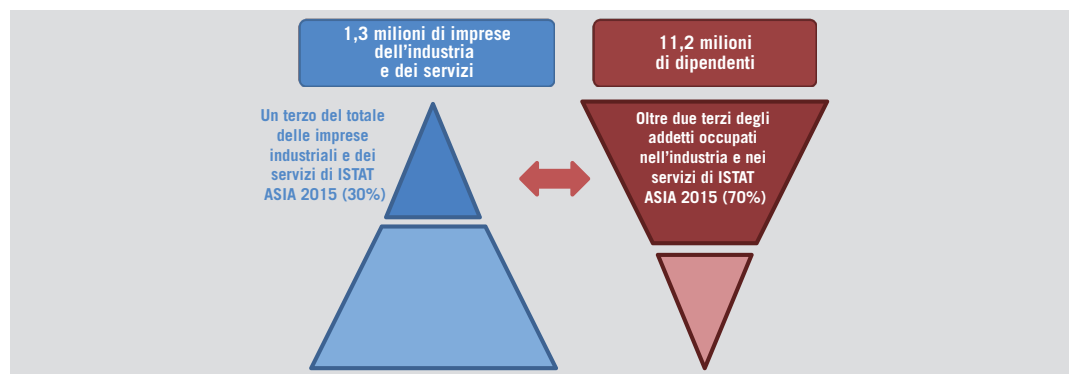 1,3 milioni di imprese
dell'industria
e dei servizi
11,2 milioni
di dipendenti
Un terzo del totale
delle imprese
industriali e dei
servizi di ISTAT
ASIA 2015 (30%)
Oltre due terzi degli
addetti occupati
nell'industria e nei
servizi di ISTAT
ASIA 2015 (70%)